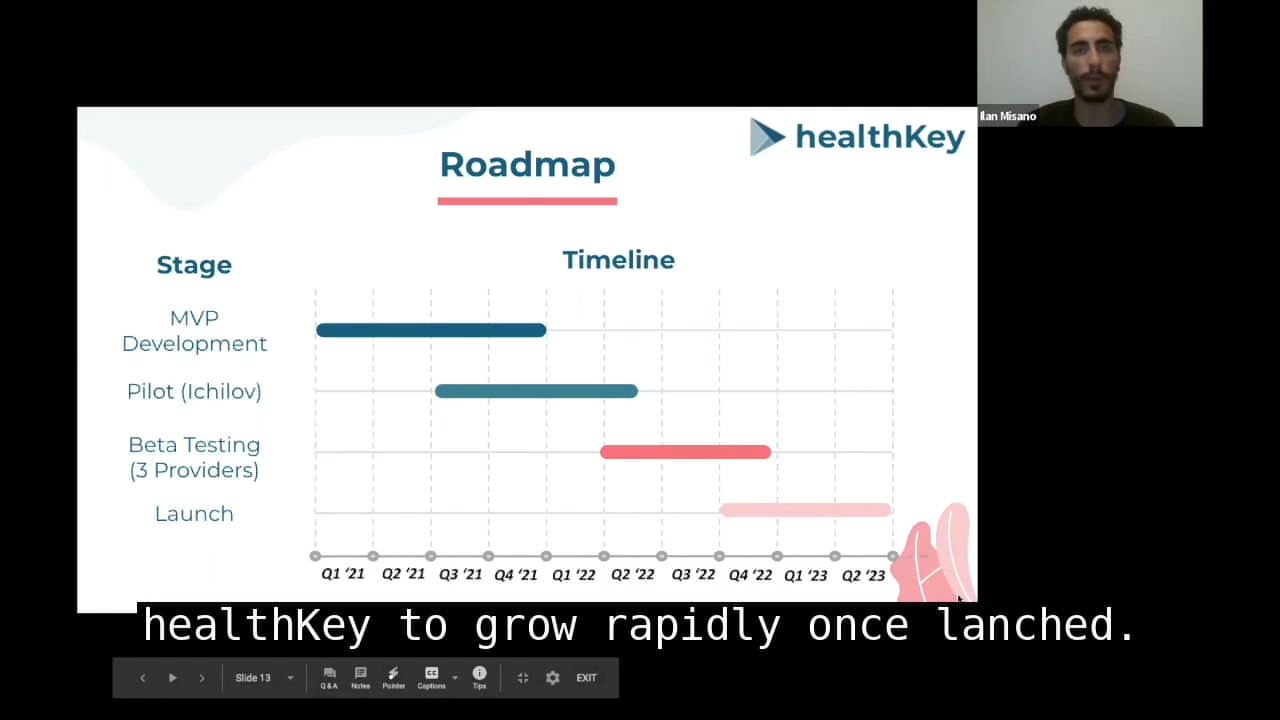 Ilan Misano
healthKey
Roadmap
Stage
Timeline
MVP
Development
Pilot (Ichilov)
Beta Testing
(3 Providers)
Launch
Q1 ‘21 Q2 ‘21 Q3 ‘21 Q4 ‘21 Q1 ‘22 Q2 ‘22 Q3 ‘22 Q4 ‘22 Q1 ‘23 Q2 ‘23
healthKey to grow rapidly once lanched.
Slide 13 Q & A Notes Pointer Captions Tips EXIT